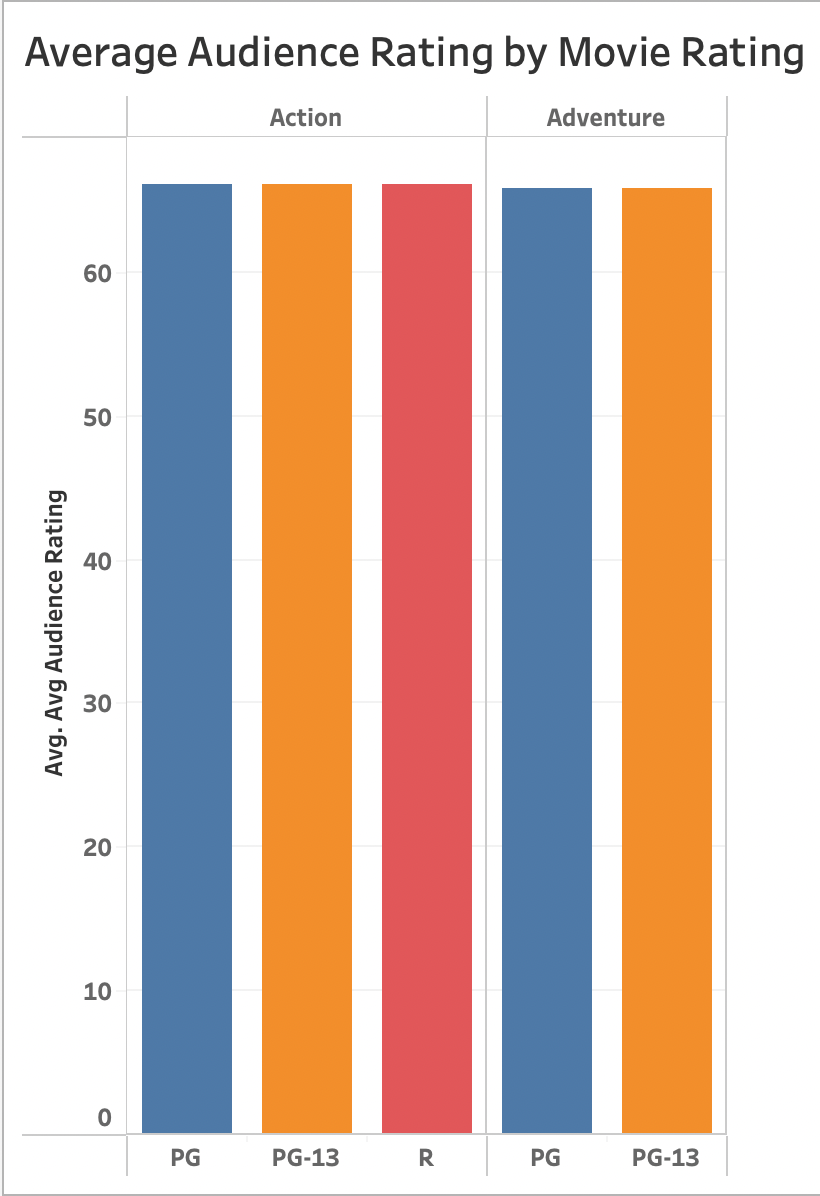 Average Audience Rating by Movie Rating
Action Adventure
60
50
40
30
20
10
0
Avg. Avg Audience Rating
PG PG-13 R PG PG-13